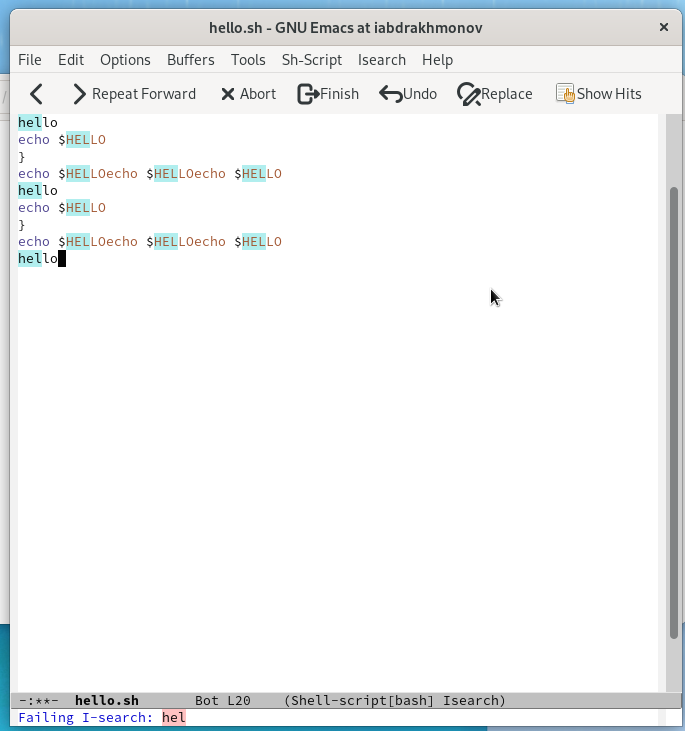 hello.sh - GNU Emacs at iabdrakhmonov
File Edit Options Buffers Tools Sh-Script Isearch Help
Repeat Forward Abort Finish Undo Replace Show Hits
hello
echo $HELLO
}
echo $HELLOecho $HELLOecho $HELLO
hello
echo $HELLO
}
echo $HELLOecho $HELLOecho $HELLO
hello
-:**- hello.sh Bot L20 (Shell-script[bash] Isearch)
Failing I-search: hel